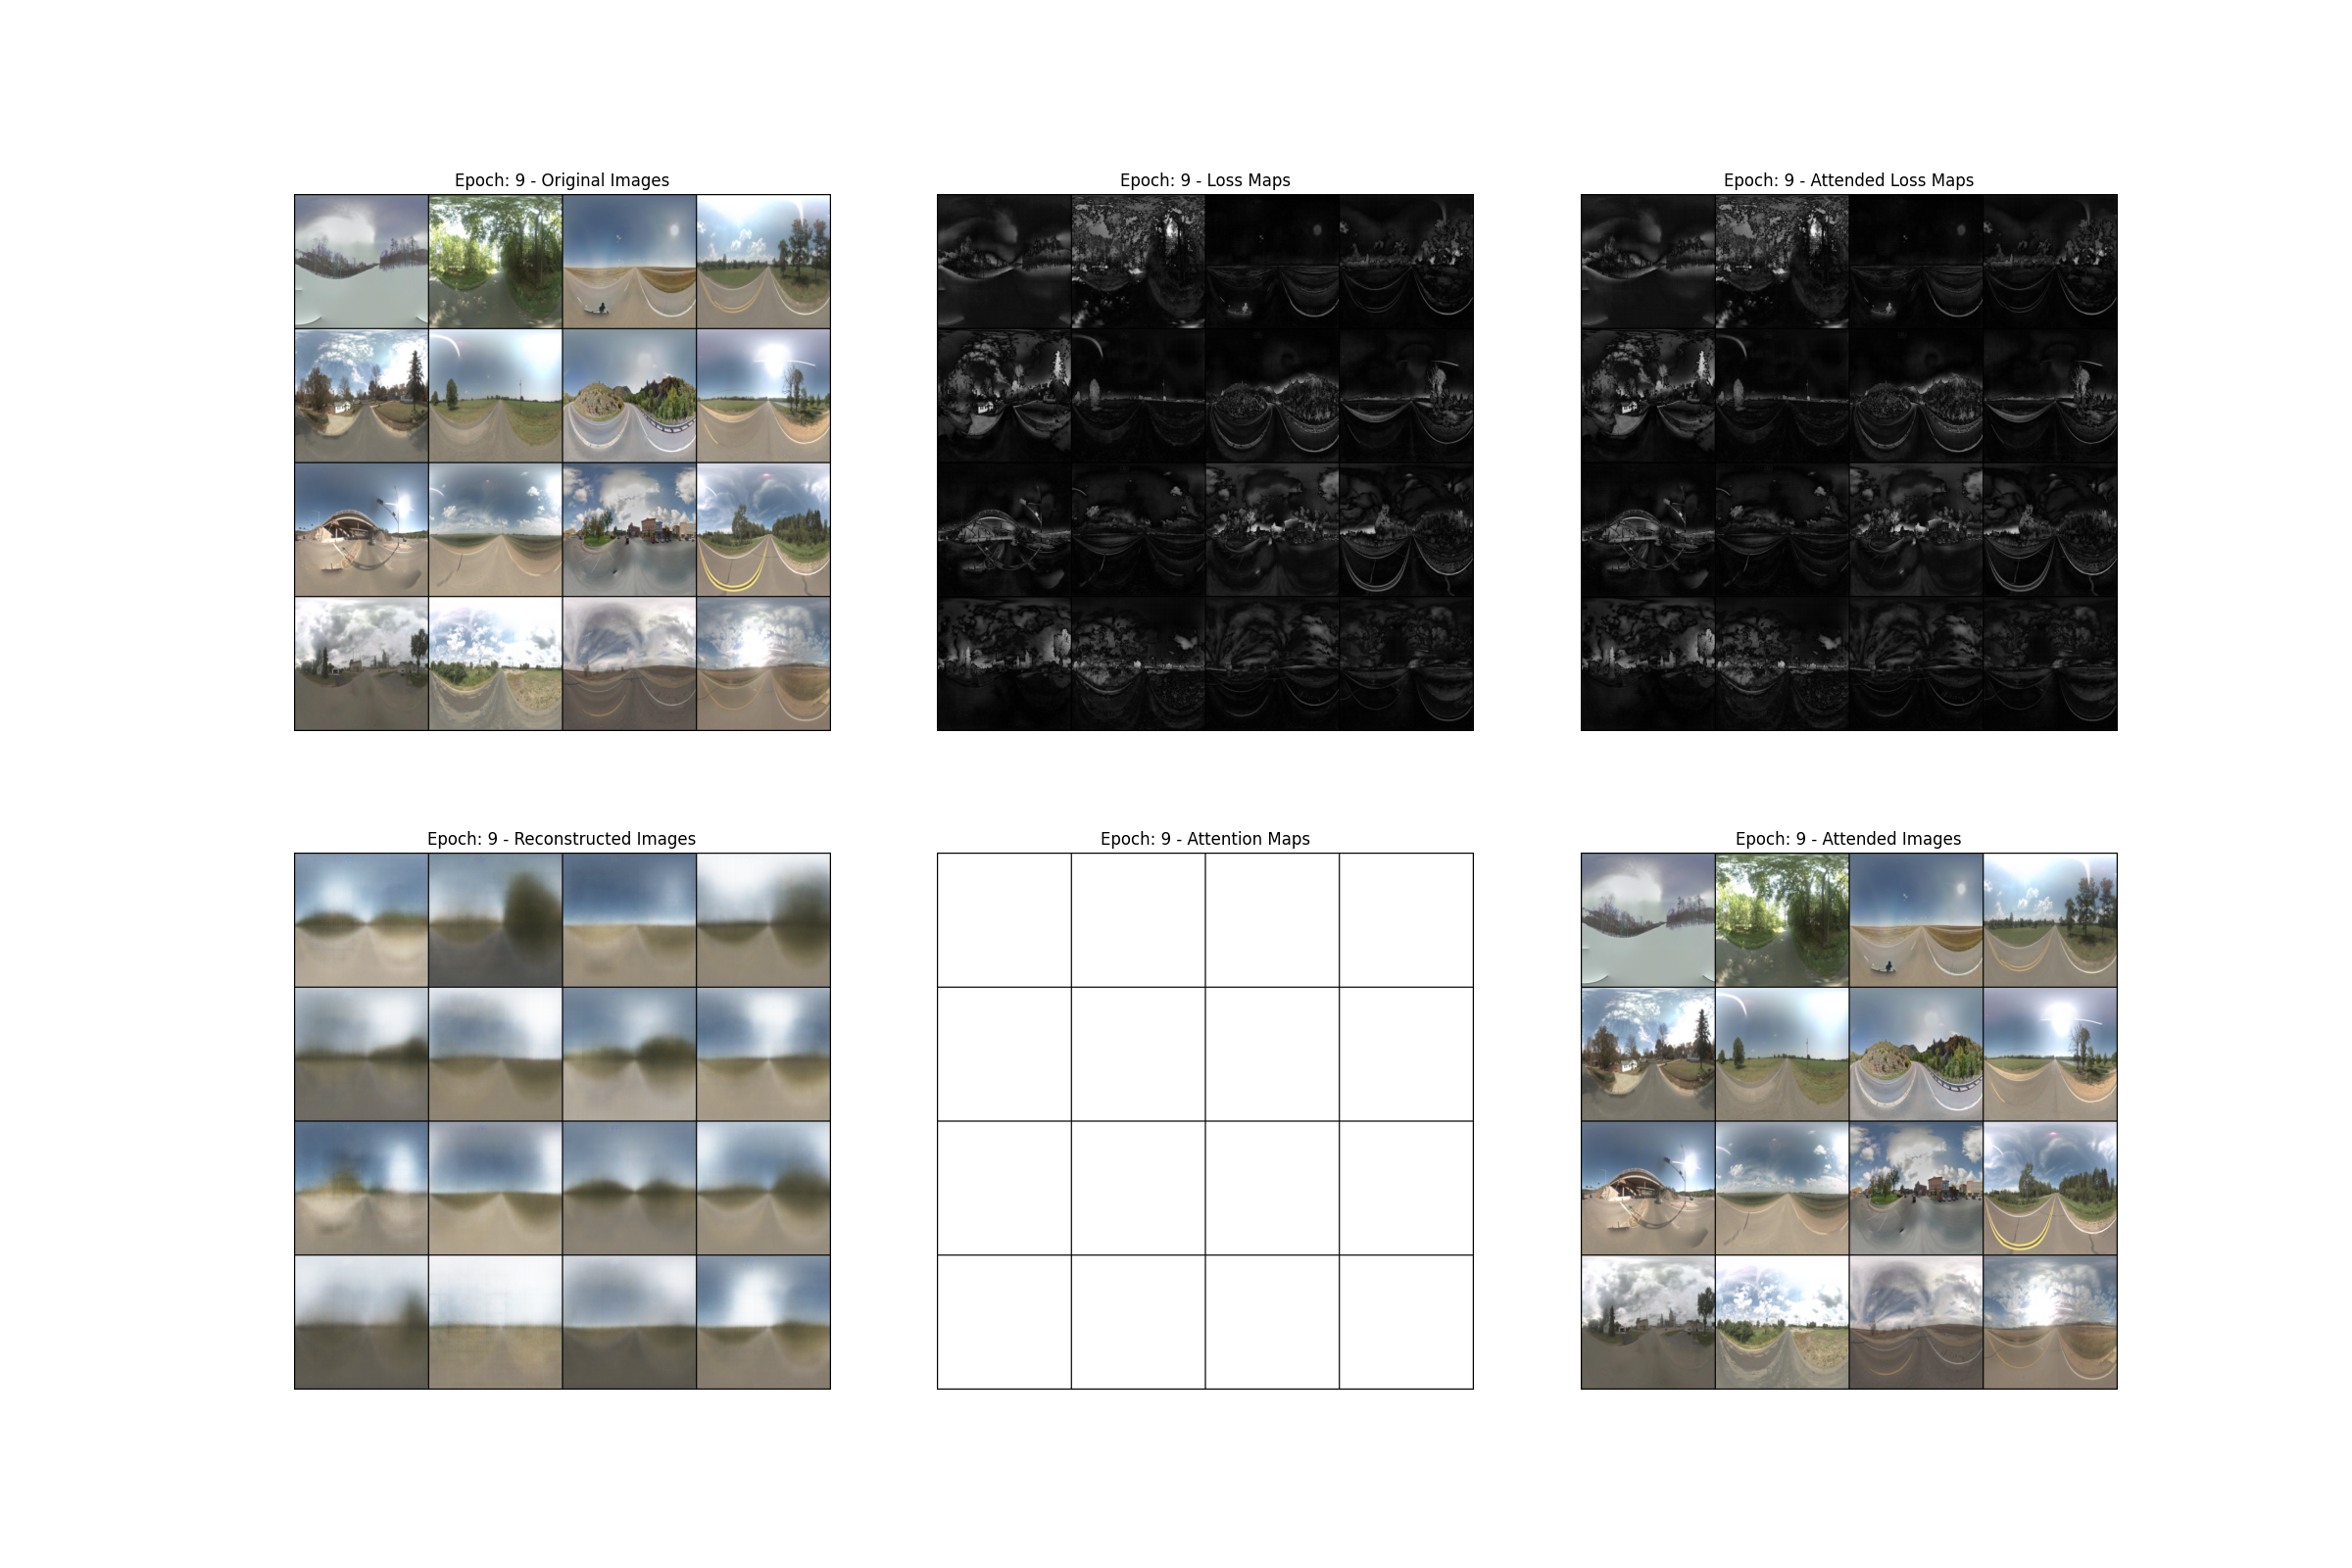 Epoch: 9 - Original Images
Epoch: 9 - Loss Maps
Epoch: 9 - Attended Loss Maps
Epoch: 9 - Reconstructed Images
Epoch: 9 - Attention Maps
Epoch: 9 - Attended Images